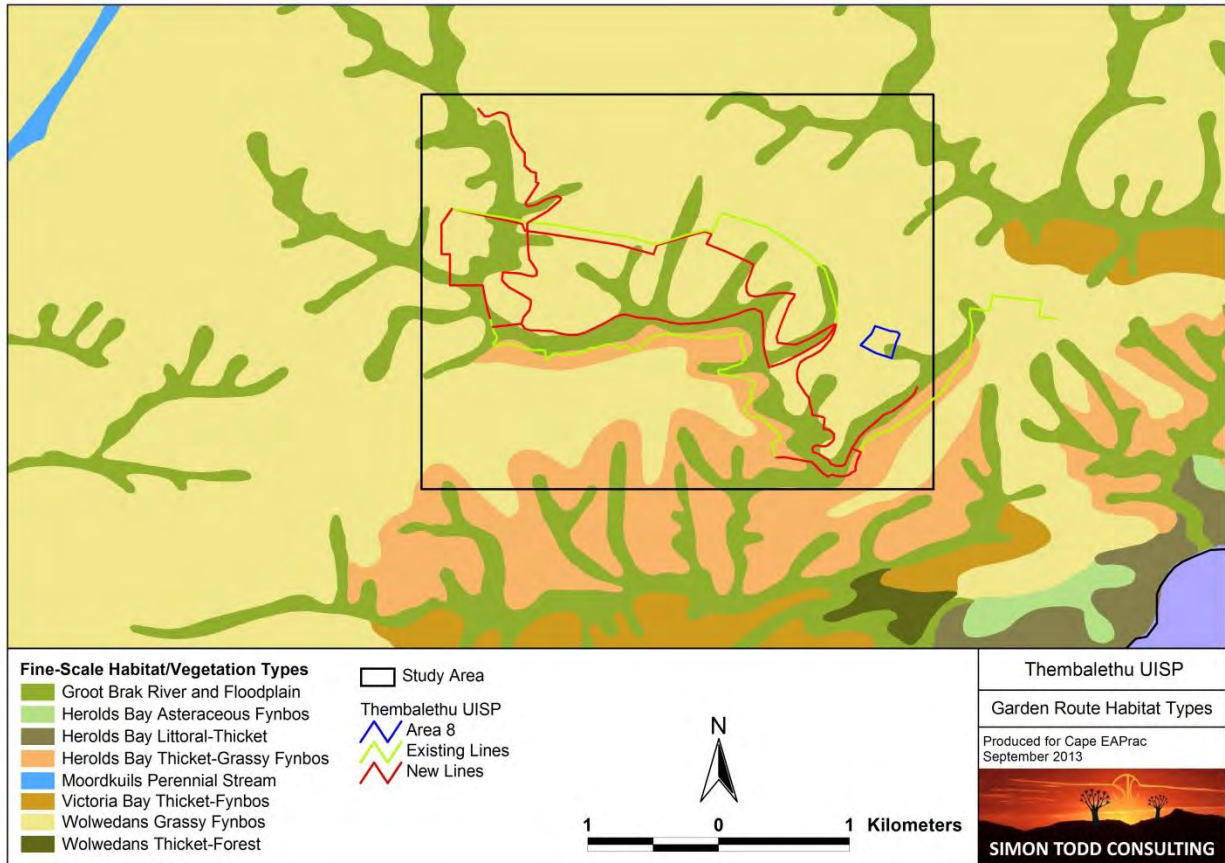 Fine-Scale Habitat/Vegetation Types
Groot Brak River and Floodplain
Herolds Bay Asteraceous Fynbos
Herolds Bay Littoral-Thicket
Herolds Bay Thicket-Grassy Fynbos
Moordkuils Perennial Stream
Victoria Bay Thicket-Fynbos
Wolwedans Grassy Fynbos
Wolwedans Thicket-Forest
Study Area
Thembalethu UISP
Area 8
Existing Lines
New Lines
N
1 0 1 Kilometers
Thembalethu UISP
Garden Route Habitat Types
Produced for Cape EAPrac
September 2013
SIMON TODD CONSULTING